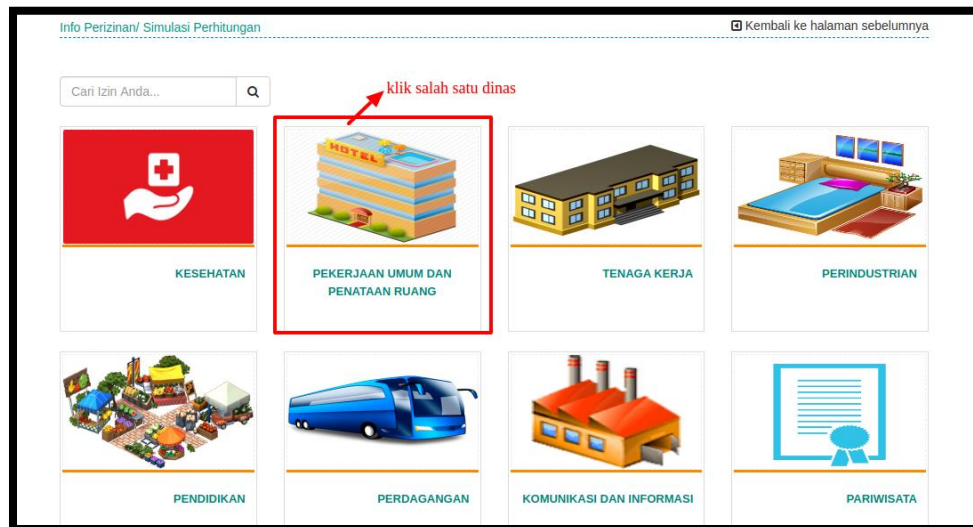 Info Perizinan/ Simulasi Perhitungan
Kembali ke halaman sebelumnya
Cari Izin Anda...
klik salah satu dinas
HOTEL
KESEHATAN
PEKERJAAN UMUM DAN
PENATAAN RUANG
TENAGA KERJA
PERINDUSTRIAN
PENDIDIKAN
PERDAGANGAN
KOMUNIKASI DAN INFORMASI
PARIWISATA